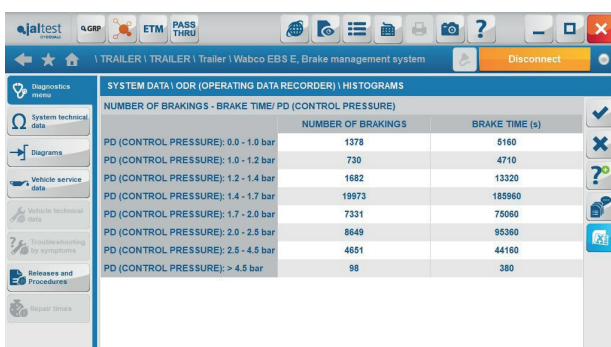 jaltest
GRP
ETM
PASS THRU
?
\ TRAILER \ TRAILER \ Trailer \ Wabco EBS E, Brake management system
Disconnect
Diagnostics
menu
System technical
data
Diagrams
Vehicle service
data
Vehicle technical
data
Troubleshooting
by symptoms
Releases and
Procedures
Repair times
SYSTEM DATA \ ODR (OPERATING DATA RECORDER) \ HISTOGRAMS
NUMBER OF BRAKINGS - BRAKE TIME/ PD (CONTROL PRESSURE)
NUMBER OF BRAKINGS BRAKE TIME (s)
PD (CONTROL PRESSURE): 0.0 - 1.0 bar 1378 5160
PD (CONTROL PRESSURE): 1.0 - 1.2 bar 730 4710
PD (CONTROL PRESSURE): 1.2 - 1.4 bar 1682 13320
PD (CONTROL PRESSURE): 1.4 - 1.7 bar 19973 185960
PD (CONTROL PRESSURE): 1.7 - 2.0 bar 7331 75060
PD (CONTROL PRESSURE): 2.0 - 2.5 bar 8649 95360
PD (CONTROL PRESSURE): 2.5 - 4.5 bar 4651 44160
PD (CONTROL PRESSURE): > 4.5 bar 98 380